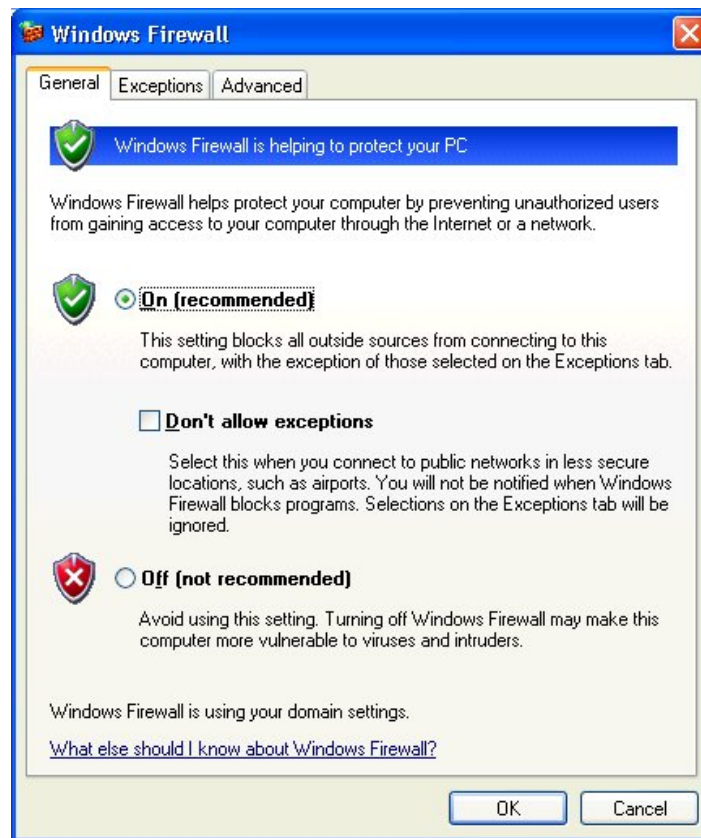 Windows Firewall
General Exceptions Advanced
Windows Firewall is helping to protect your PC
Windows Firewall helps protect your computer by preventing unauthorized users
from gaining access to your computer through the Internet or a network.
On (recommended)
This setting blocks all outside sources from connecting to this
computer, with the exception of those selected on the Exceptions tab.
Don't allow exceptions
Select this when you connect to public networks in less secure
locations, such as airports. You will not be notified when Windows
Firewall blocks programs. Selections on the Exceptions tab will be
ignored.
Off (not recommended)
Avoid using this setting. Turning off Windows Firewall may make this
computer more vulnerable to viruses and intruders.
Windows Firewall is using your domain settings.
What else should I know about Windows Firewall?
OK Cancel